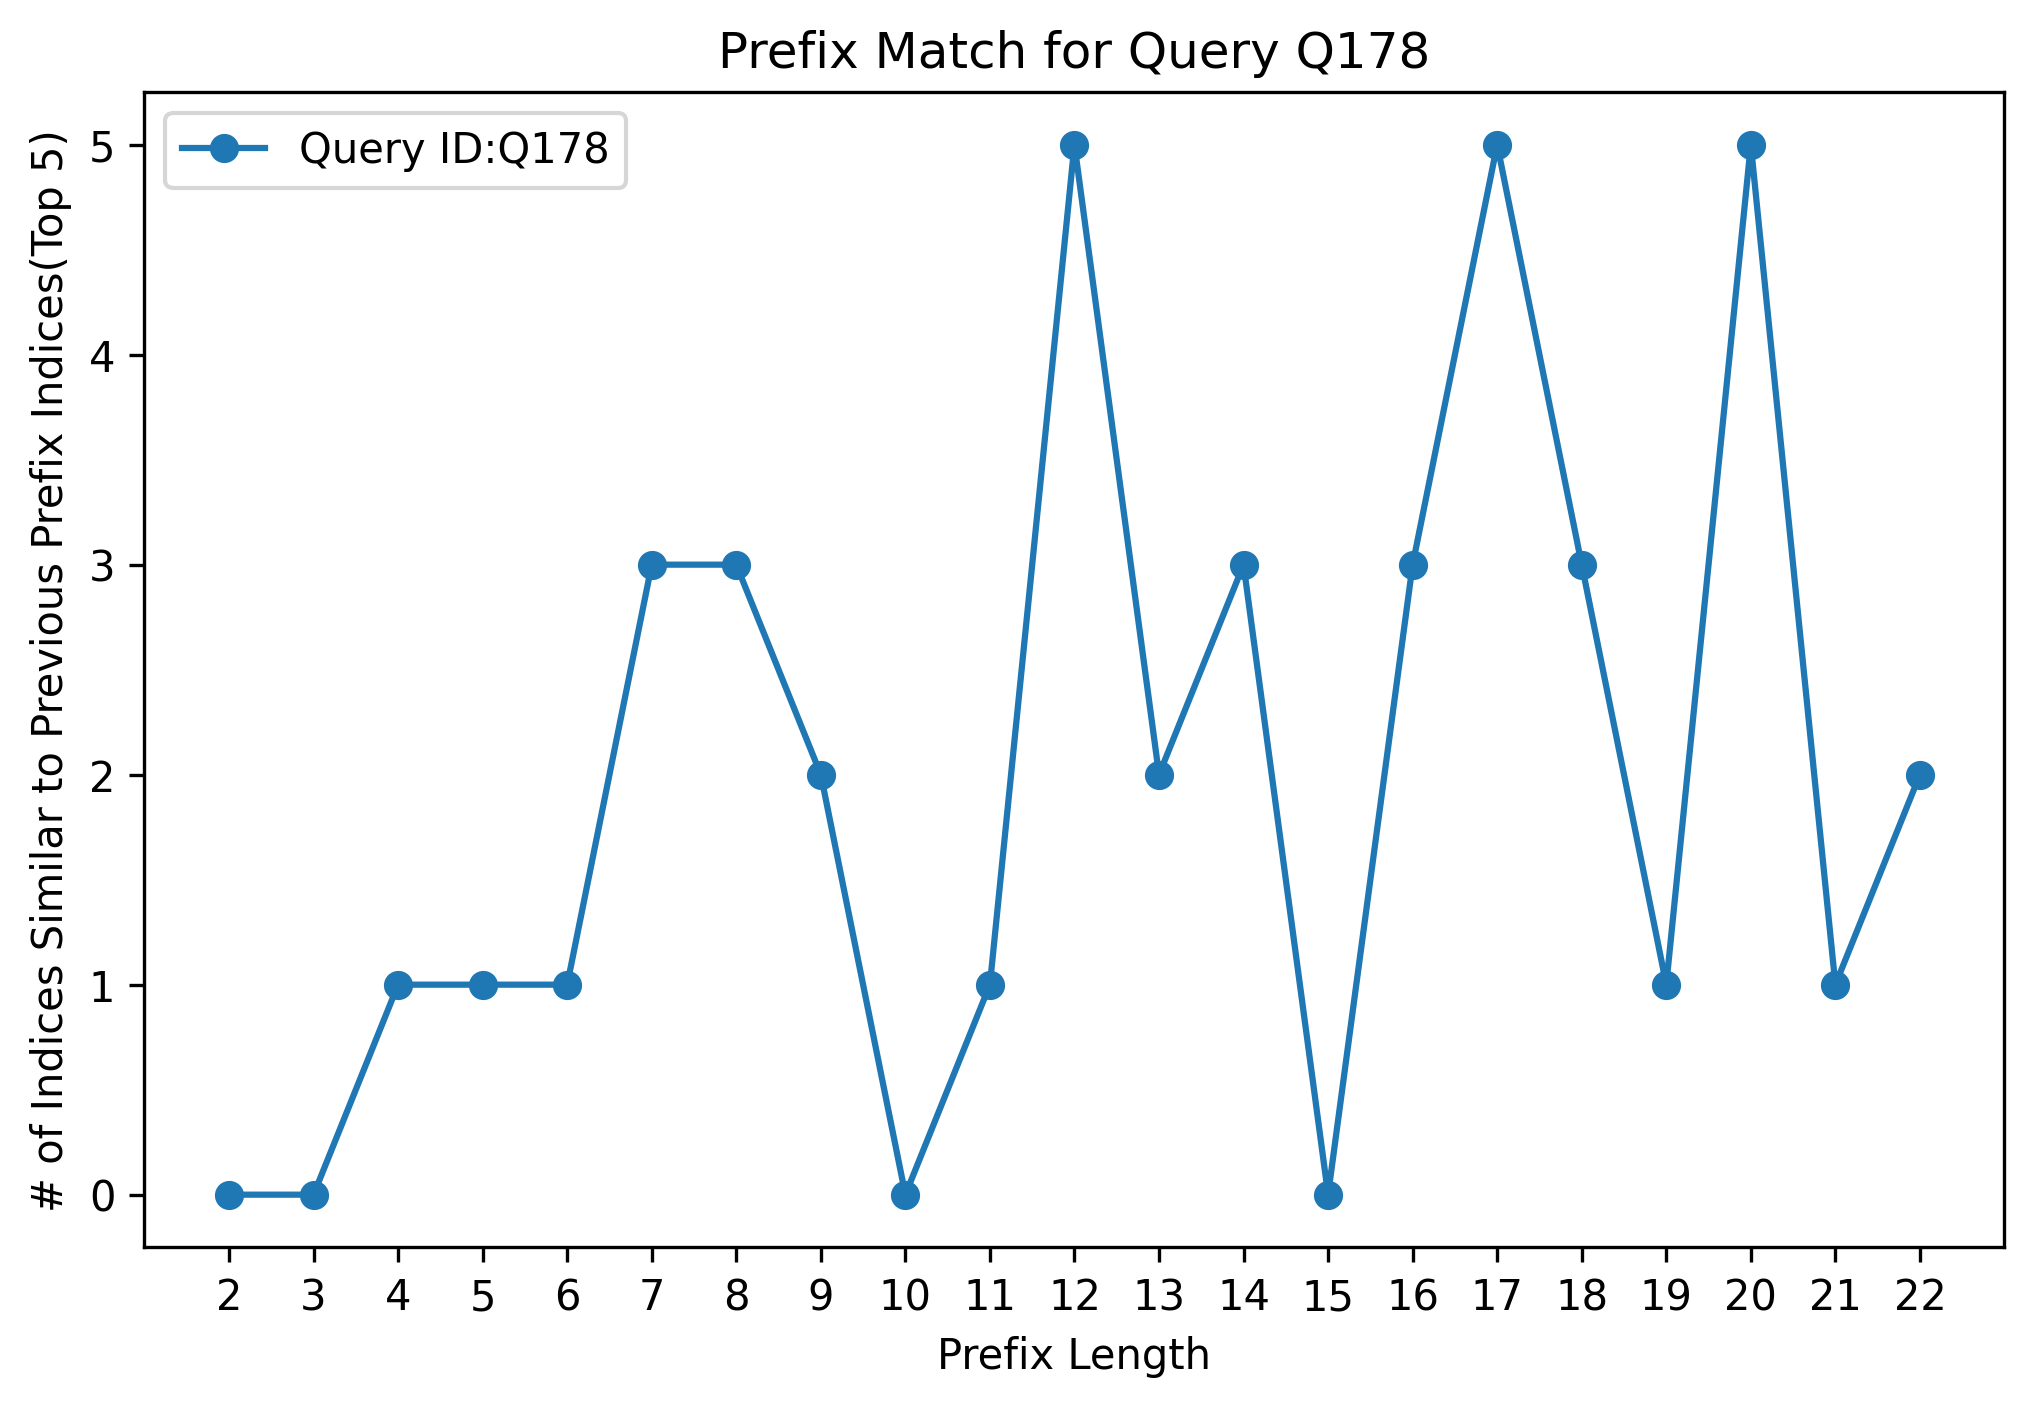 Prefix Match for Query Q178
Query ID:Q178
# of Indices Similar to Previous Prefix Indices(Top 5)
5
4
3
2
1
0
2 3 4 5 6 7 8 9 10 11 12 13 14 15 16 17 18 19 20 21 22
Prefix Length